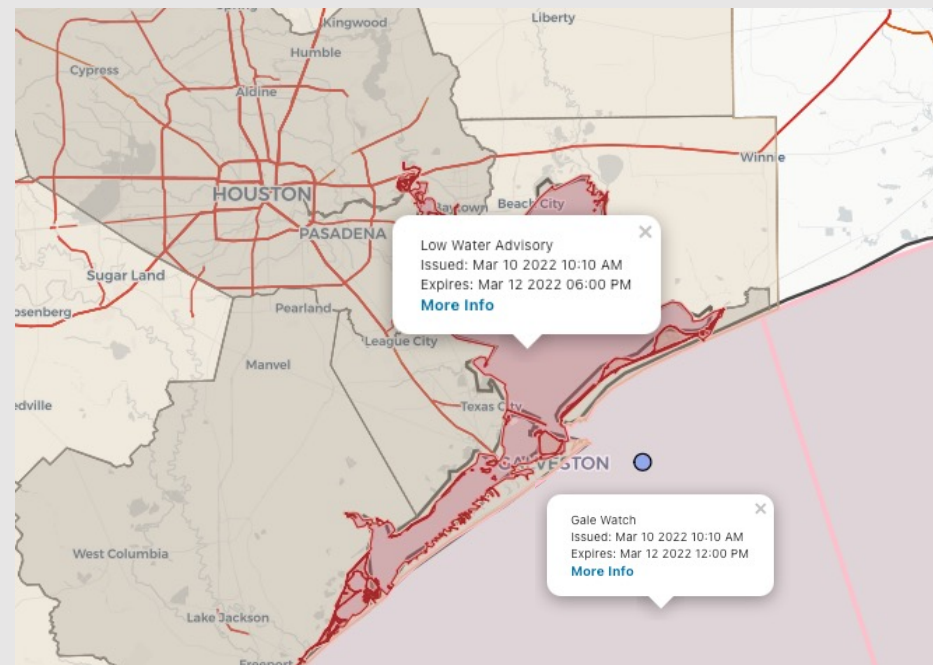 Kingwood
Liberty
Humble
Cypress
Aldine
Winnie
HOUSTON
Baytown
Beach City
PASADENA
×
Low Water Advisory
Issued: Mar 10 2022 10:10 AM
Expires: Mar 12 2022 06:00 PM
More Info
Sugar Land
Pearland
osenberg
League City
Manvel
edville
Texas City
GALVESTON
×
Gale Watch
Issued: Mar 10 2022 10:10 AM
Expires: Mar 12 2022 12:00 PM
More Info
West Columbia
Lake Jackson
Freeport